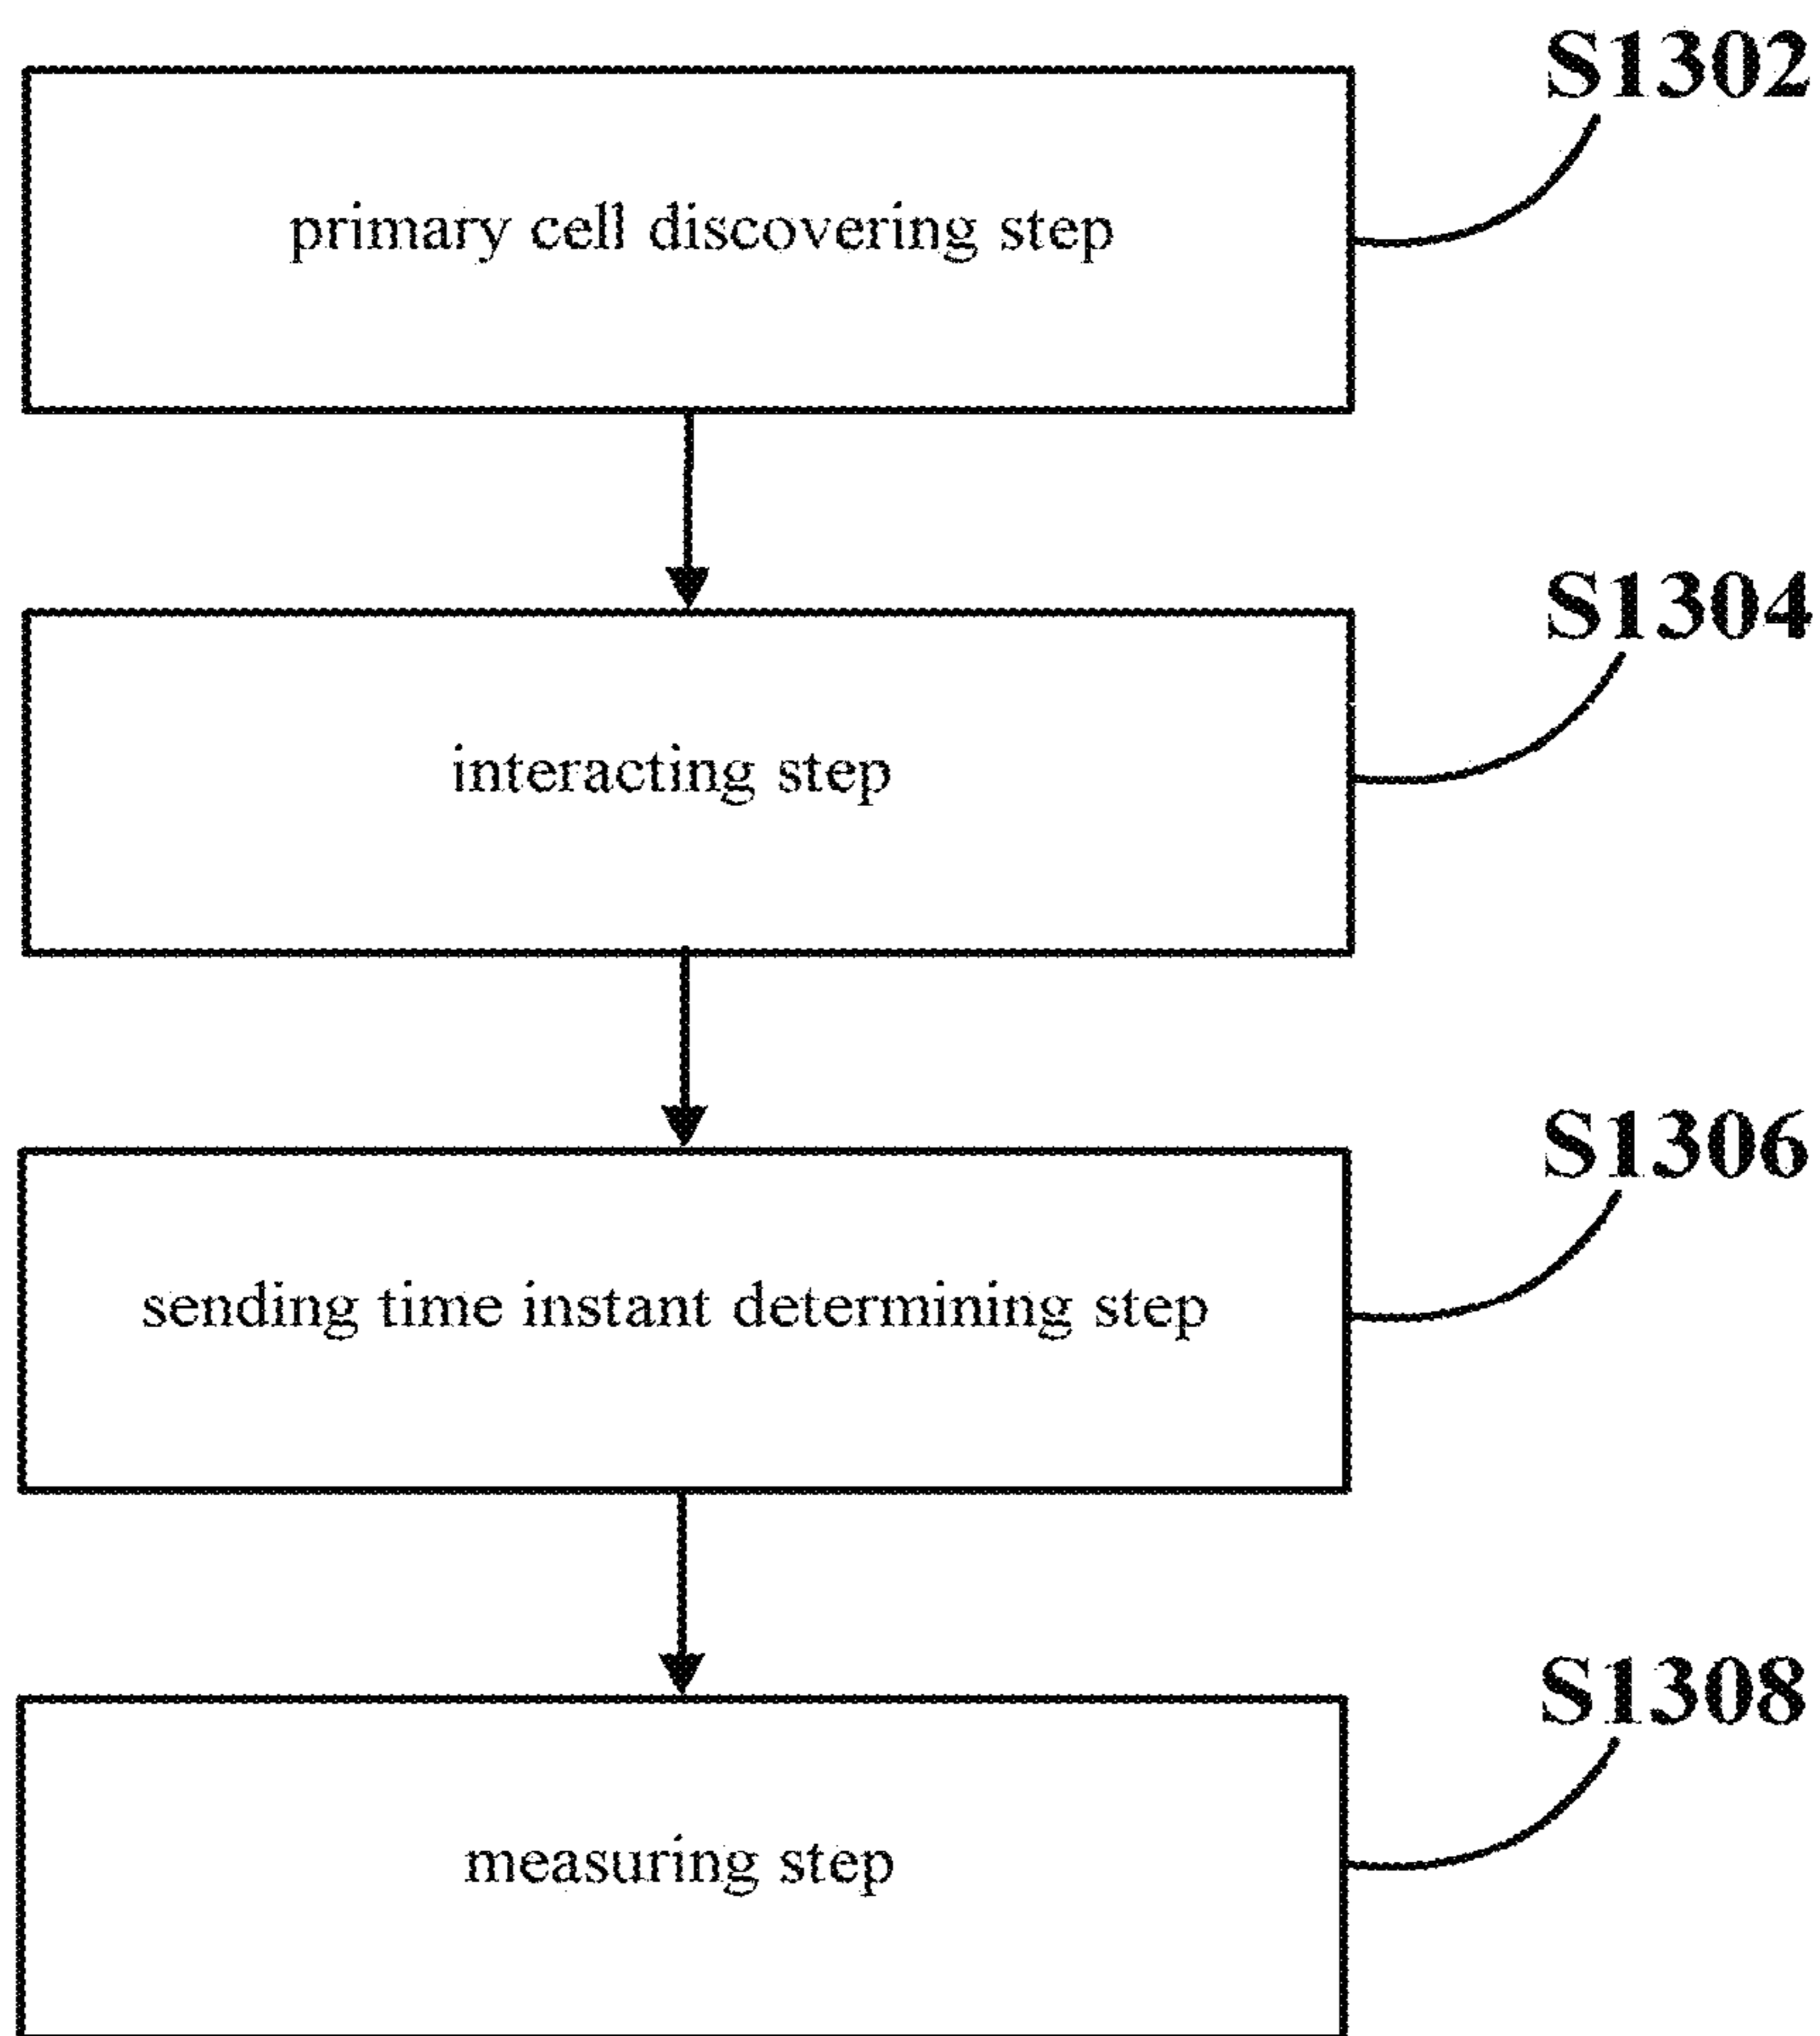 S1302
primary cell discovering step
S1304
interacting step
S1306
sending time instant determining step
S1308
measuring step